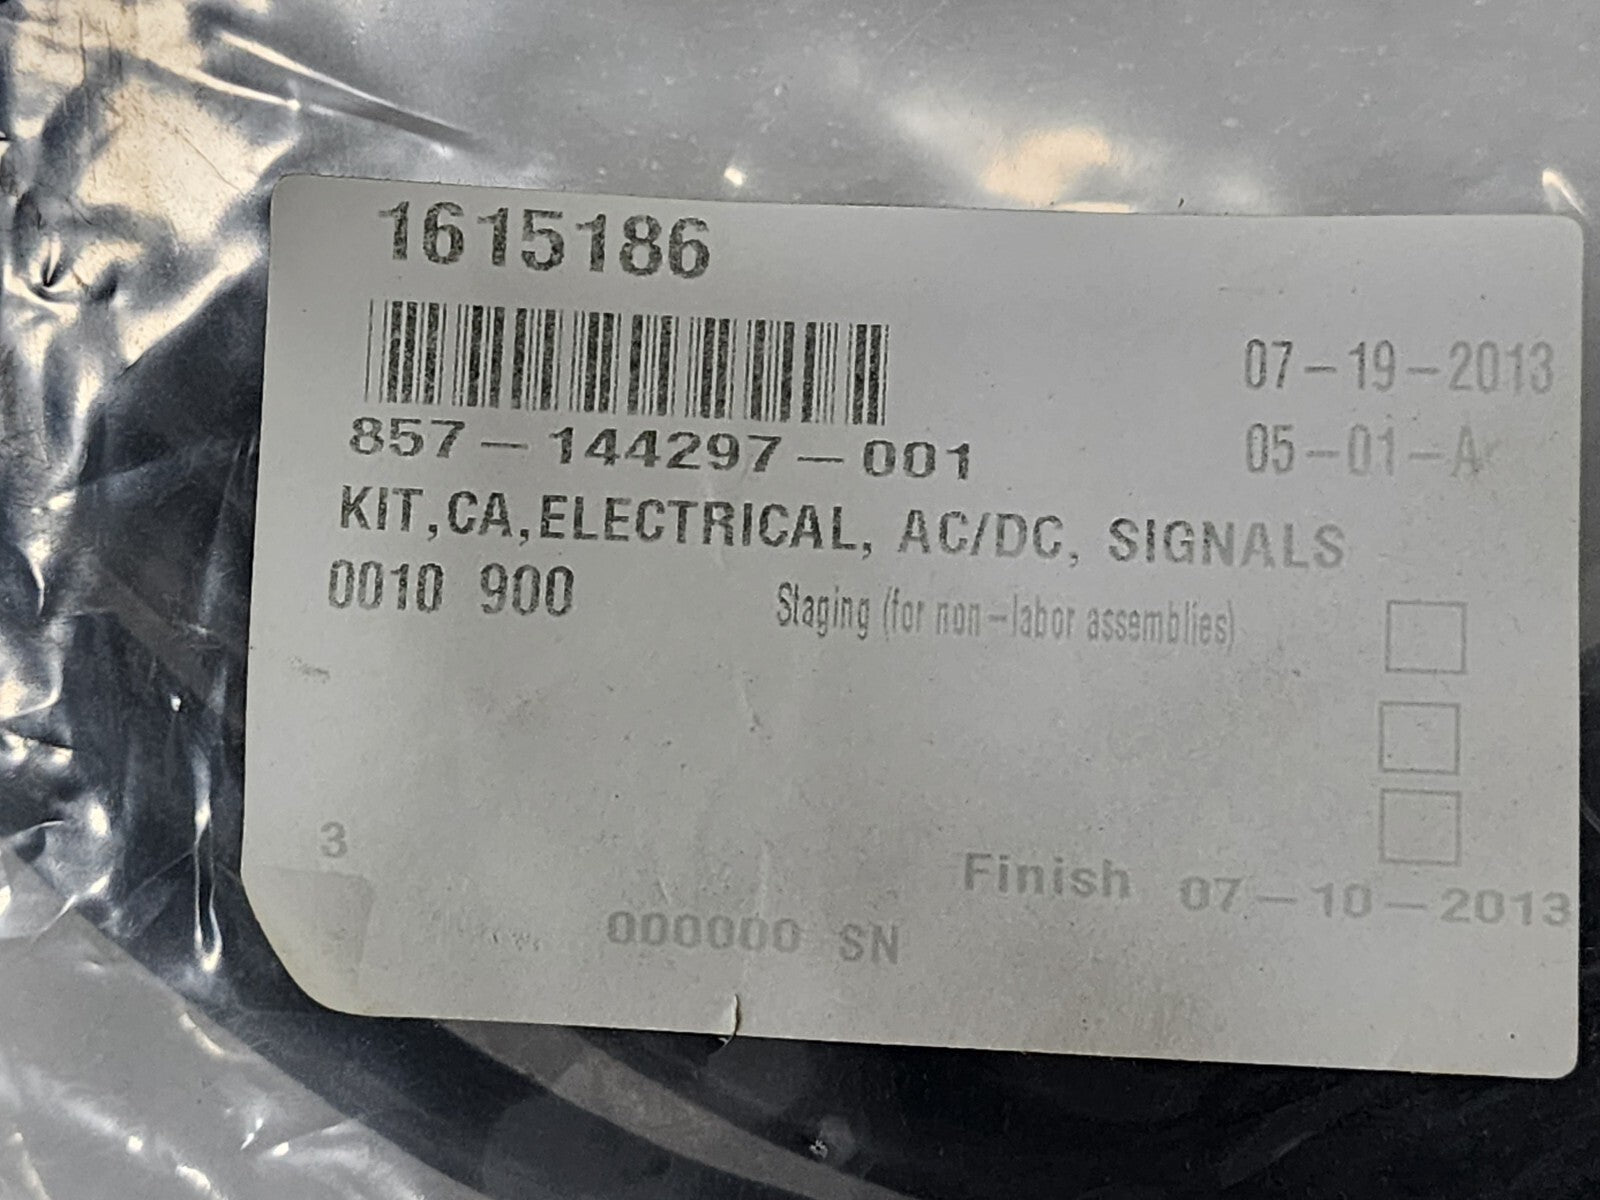 1615186
07-19-2013
857-144297-001
05-01-A
KIT,CA,ELECTRICAL, AC/DC, SIGNALS
0010 900
Staging (for non-labor assemblies)
3
Finish 07-10-2013
000000 SN